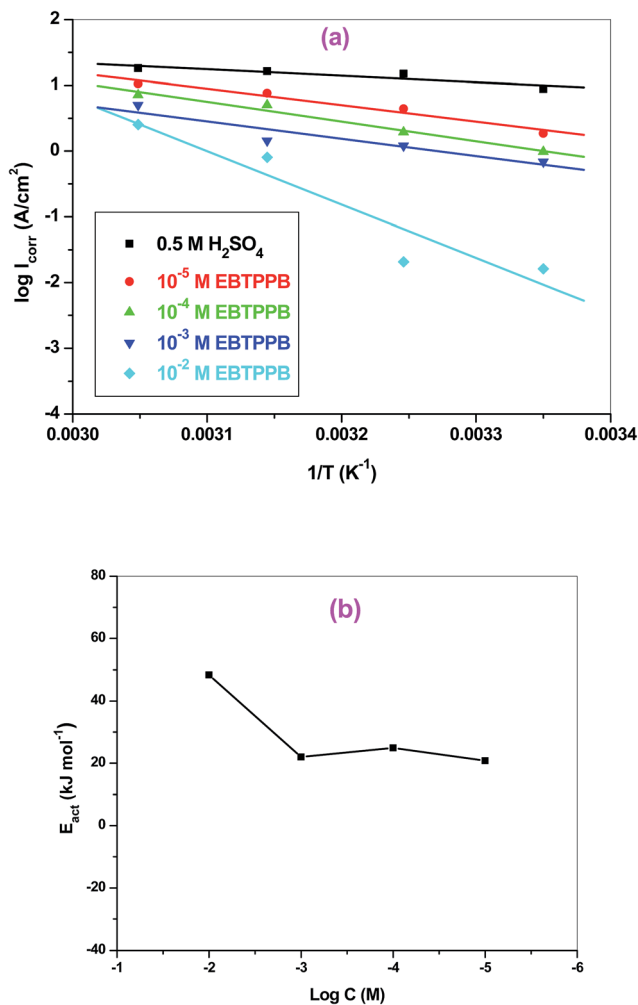 (a)
2
1
0
-1
-2
-3
-4
log I_corr (A/cm²)
0.5 M H₂SO₄
10⁻⁵ M EBTPPB
10⁻⁴ M EBTPPB
10⁻³ M EBTPPB
10⁻² M EBTPPB
0.0030 0.0031 0.0032 0.0033 0.0034
1/T (K⁻¹)
(b)
80
60
40
20
0
-20
-40
E_act (kJ mol⁻¹)
-1 -2 -3 -4 -5 -6
Log C (M)